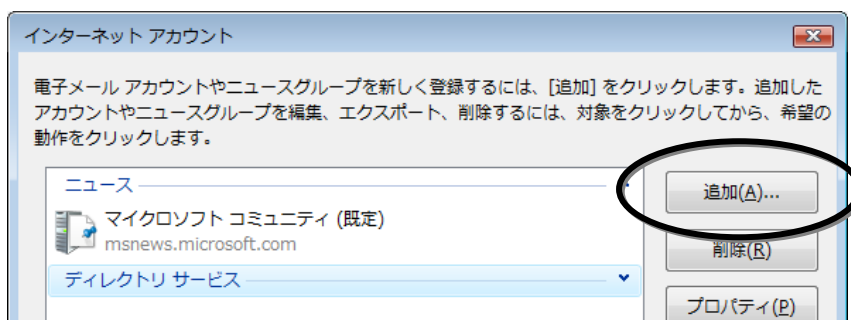 インターネット アカウント
電子メール アカウントやニュースグループを新しく登録するには、[追加] をクリックします。追加した
アカウントやニュースグループを編集、エクスポート、削除するには、対象をクリックしてから、希望の
動作をクリックします。
ニュース
マイクロソフト コミュニティ (既定)
msnews.microsoft.com
ディレクトリ サービス
追加(A)...
削除(R)
プロパティ(P)